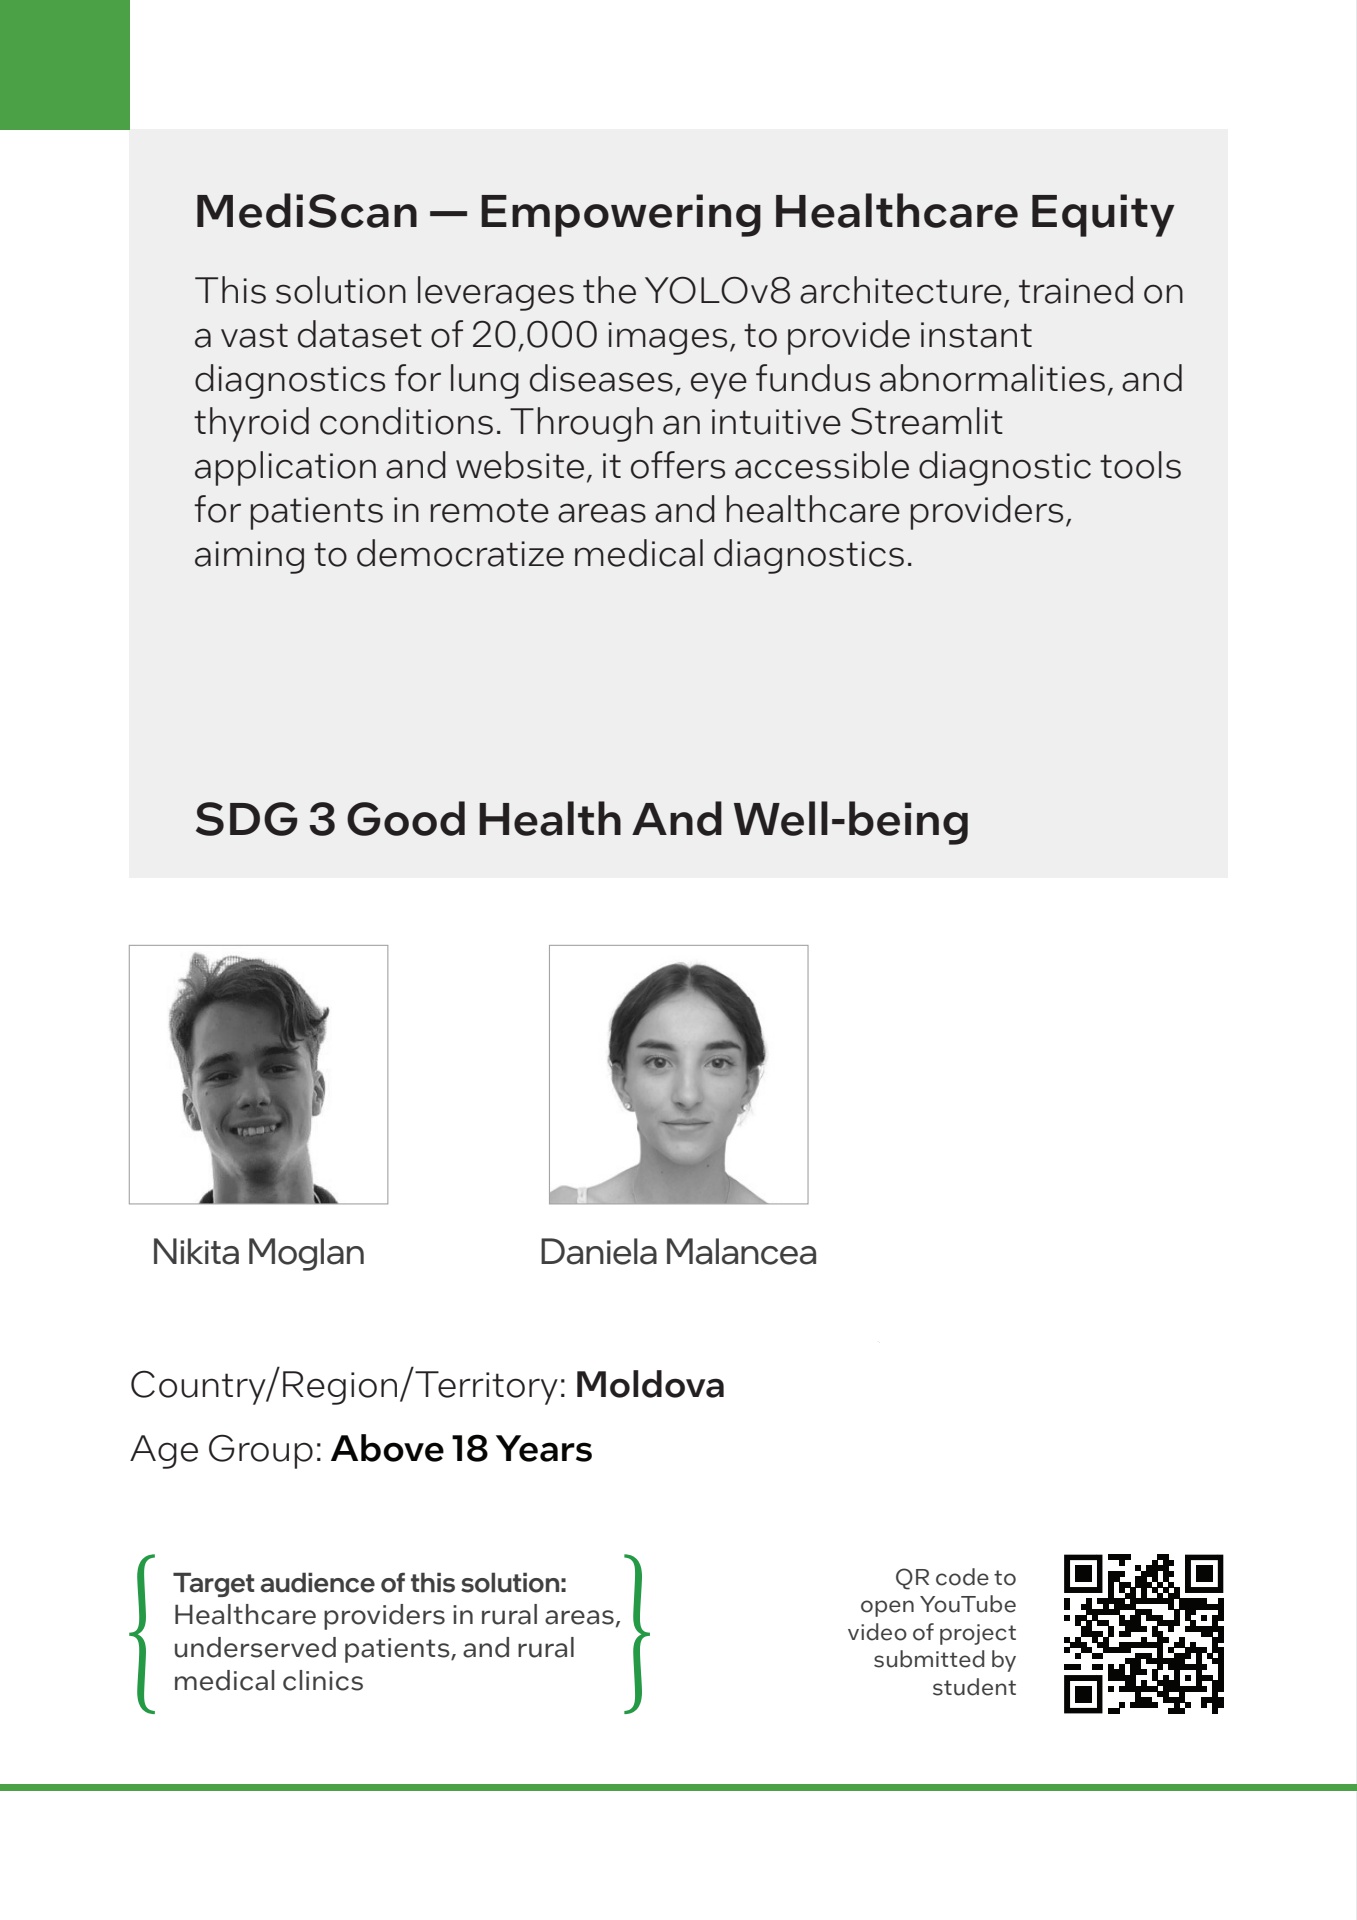 MediScan — Empowering Healthcare Equity
This solution leverages the YOLOv8 architecture, trained on
a vast dataset of 20,000 images, to provide instant
diagnostics for lung diseases, eye fundus abnormalities, and
thyroid conditions. Through an intuitive Streamlit
application and website, it offers accessible diagnostic tools
for patients in remote areas and healthcare providers,
aiming to democratize medical diagnostics.
SDG 3 Good Health And Well-being
Nikita Moglan
Daniela Malancea
Country/Region/Territory: Moldova
Age Group: Above 18 Years
Target audience of this solution:
Healthcare providers in rural areas,
underserved patients, and rural
medical clinics
QR code to
open YouTube
video of project
submitted by
student